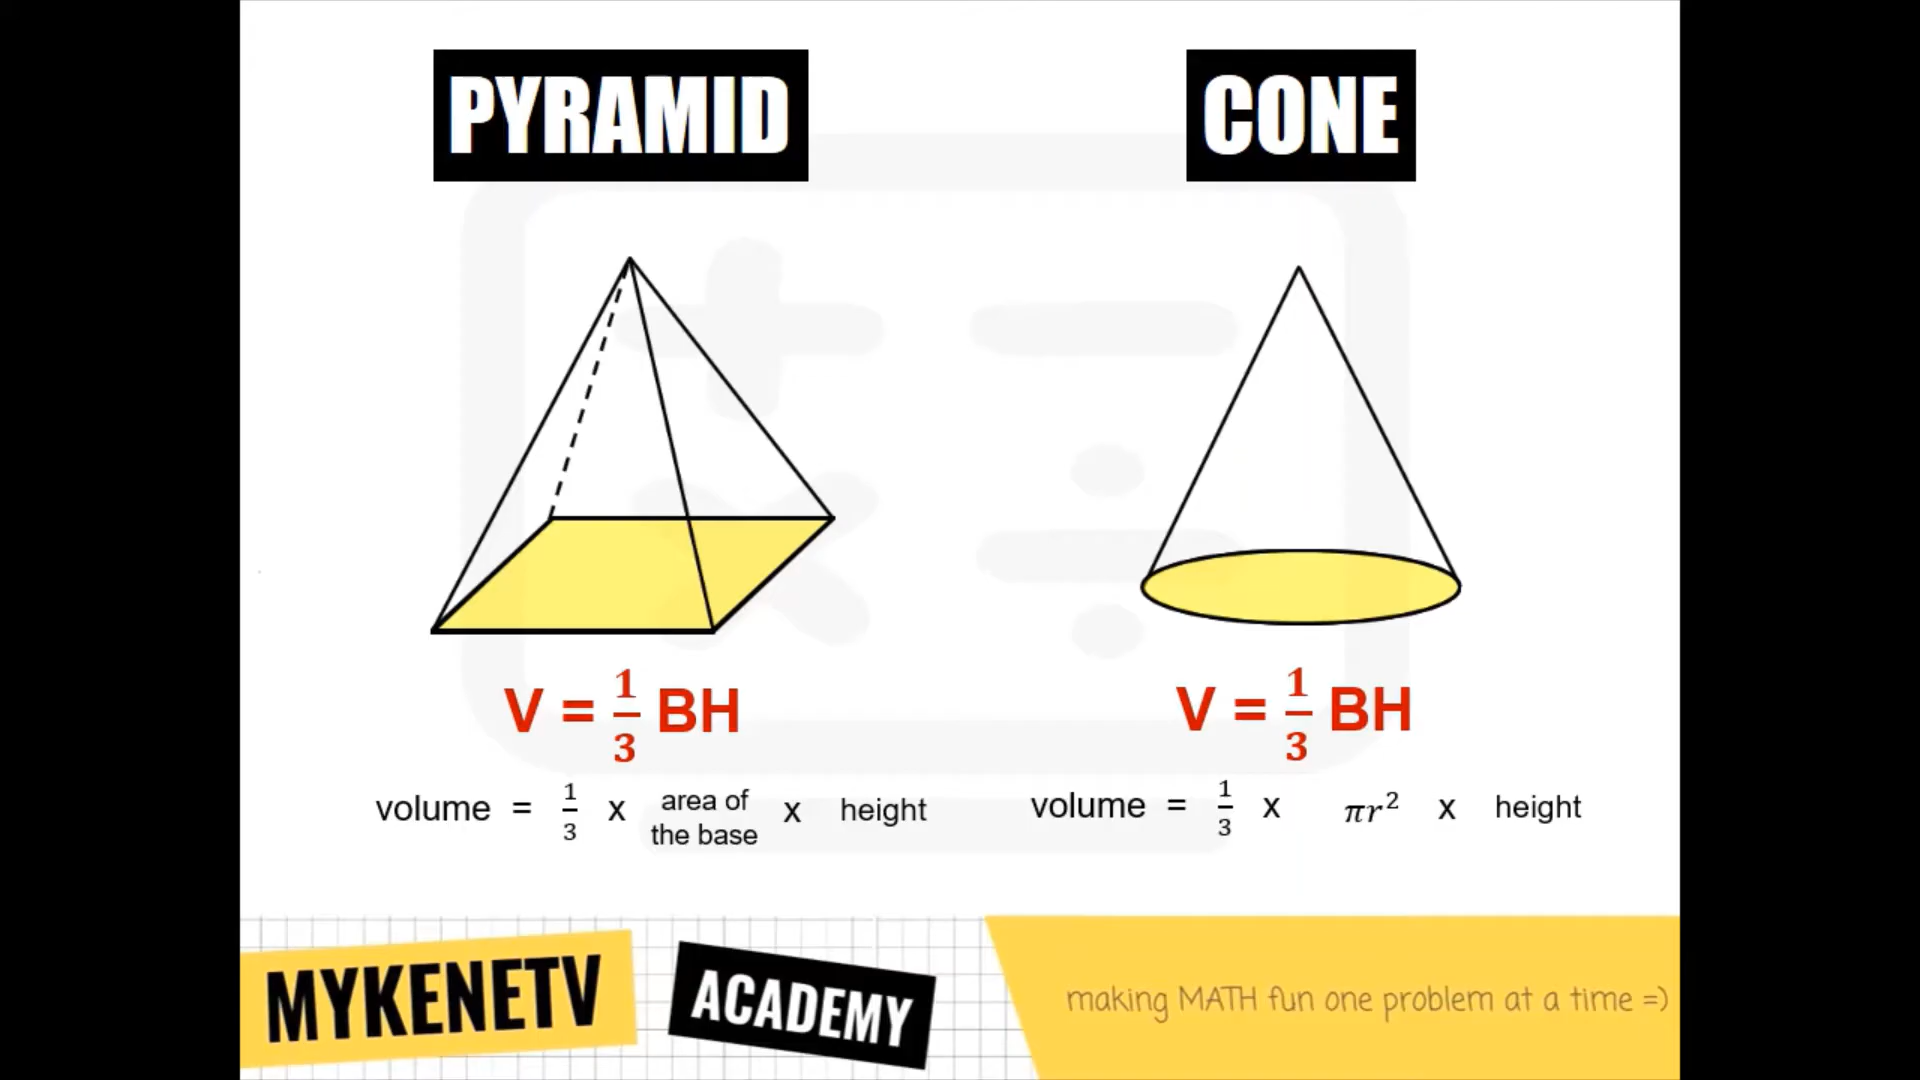 PYRAMID
CONE
V = 1/3 BH
V = 1/3 BH
volume = 1/3 x area of the base x height
volume = 1/3 x πr² x height
MYKENETV
ACADEMY
making MATH fun one problem at a time =)